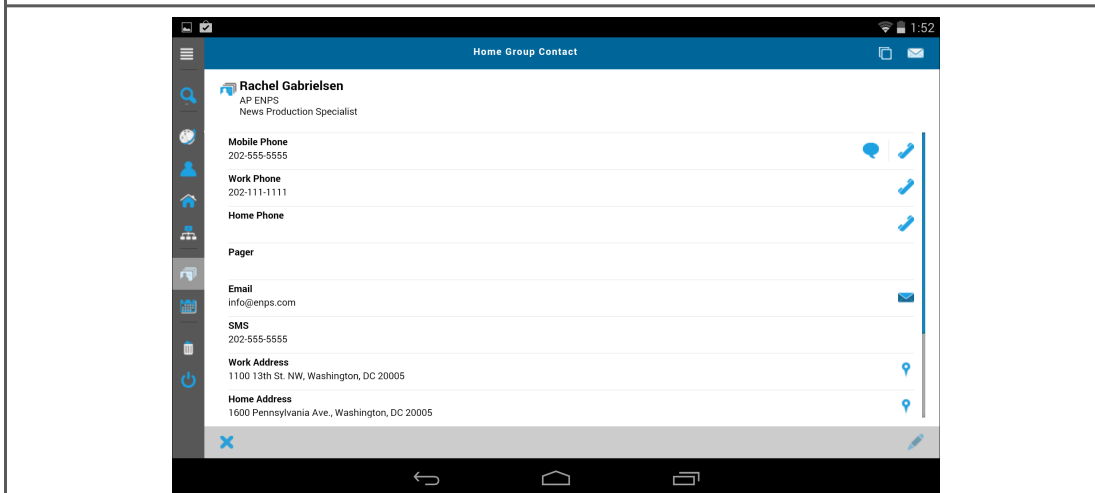 1:52
Home Group Contact
Rachel Gabrielsen
AP ENPS
News Production Specialist
Mobile Phone
202-555-5555
Work Phone
202-111-1111
Home Phone
Pager
Email
info@enps.com
SMS
202-555-5555
Work Address
1100 13th St. NW, Washington, DC 20005
Home Address
1600 Pennsylvania Ave., Washington, DC 20005